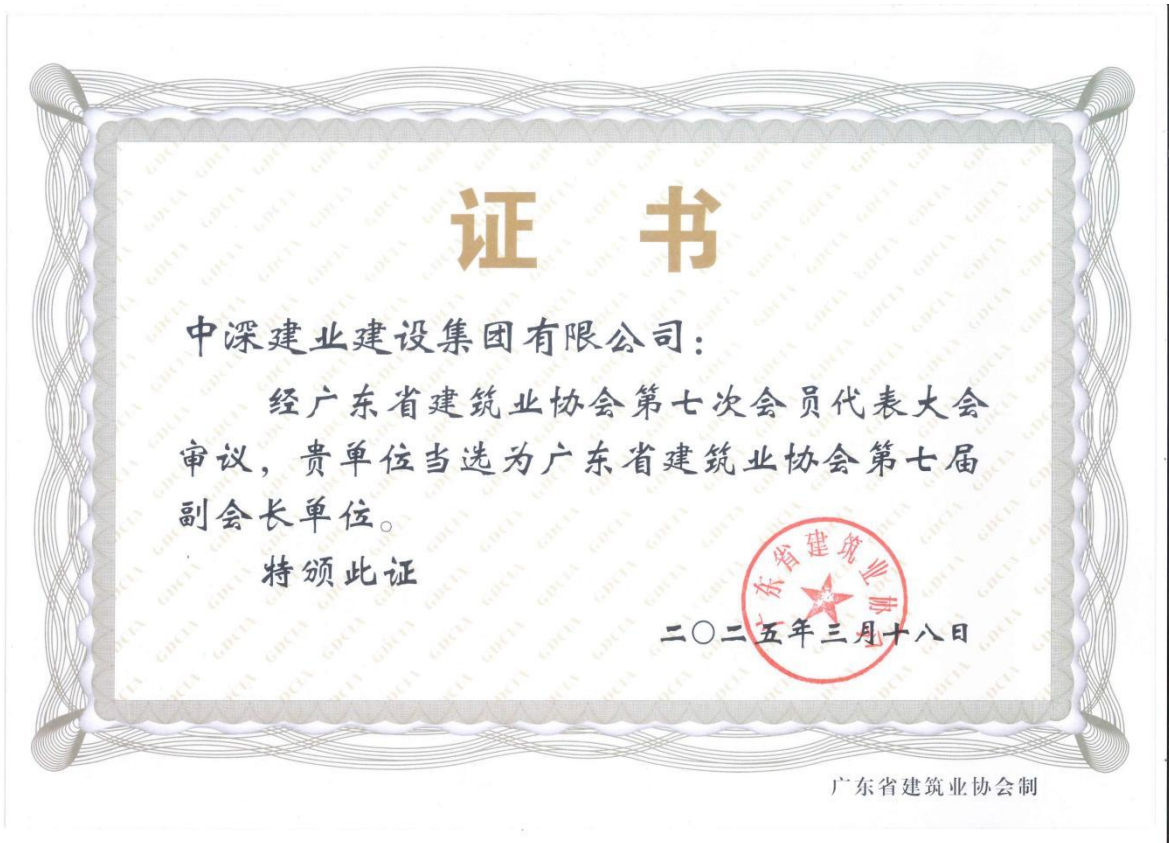 证书
中深建业建设集团有限公司：
经广东省建筑业协会第七次会员代表大会
审议，贵单位当选为广东省建筑业协会第七届
副会长单位。
特颁此证
广东省建筑业协会
二〇二五年三月十八日
广东省建筑业协会制